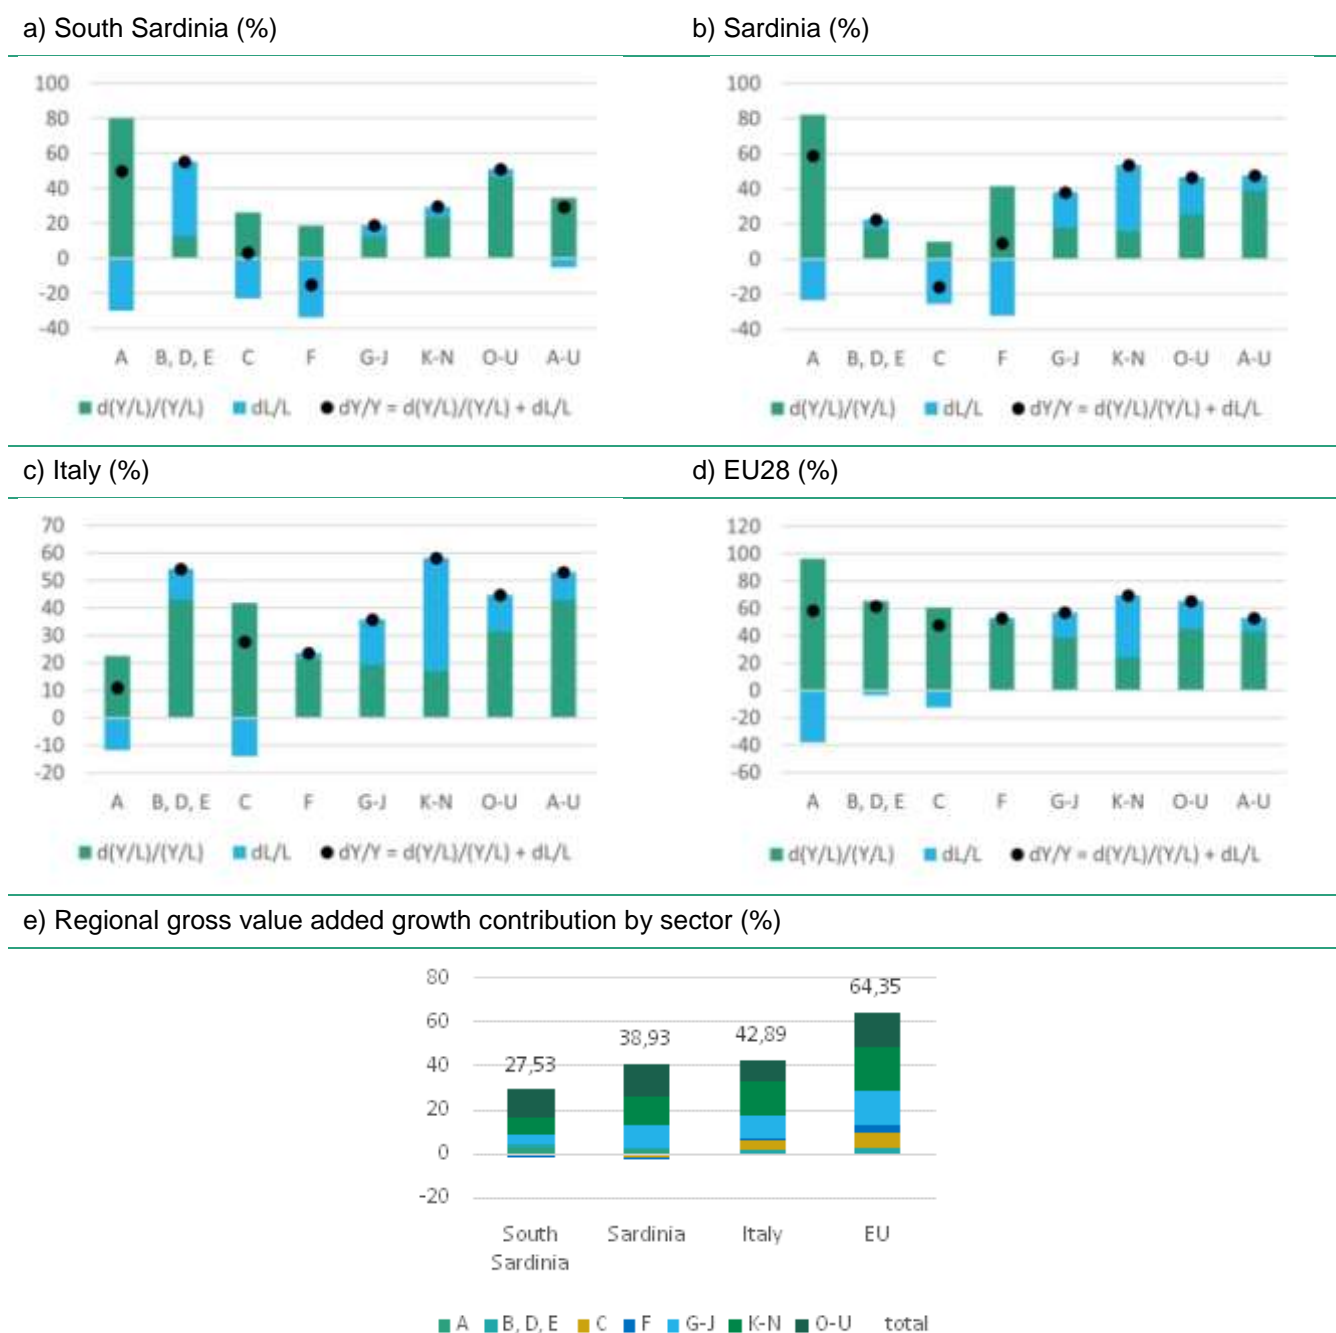 a) South Sardinia (%)
b) Sardinia (%)
100
80
60
40
20
0
-20
-40
A B, D, E C F G-J K-N O-U A-U
d(Y/L)/(Y/L) dL/L dY/Y = d(Y/L)/(Y/L) + dL/L
100
80
60
40
20
0
-20
-40
A B, D, E C F G-J K-N O-U A-U
d(Y/L)/(Y/L) dL/L dY/Y = d(Y/L)/(Y/L) + dL/L
c) Italy (%)
d) EU28 (%)
70
60
50
40
30
20
10
0
-10
-20
A B, D, E C F G-J K-N O-U A-U
d(Y/L)/(Y/L) dL/L dY/Y = d(Y/L)/(Y/L) + dL/L
120
100
80
60
40
20
0
-20
-40
-60
A B, D, E C F G-J K-N O-U A-U
d(Y/L)/(Y/L) dL/L dY/Y = d(Y/L)/(Y/L) + dL/L
e) Regional gross value added growth contribution by sector (%)
80
60
40
20
0
-20
27,53
38,93
42,89
64,35
South
Sardinia
Sardinia
Italy
EU
A B, D, E C F G-J K-N O-U total